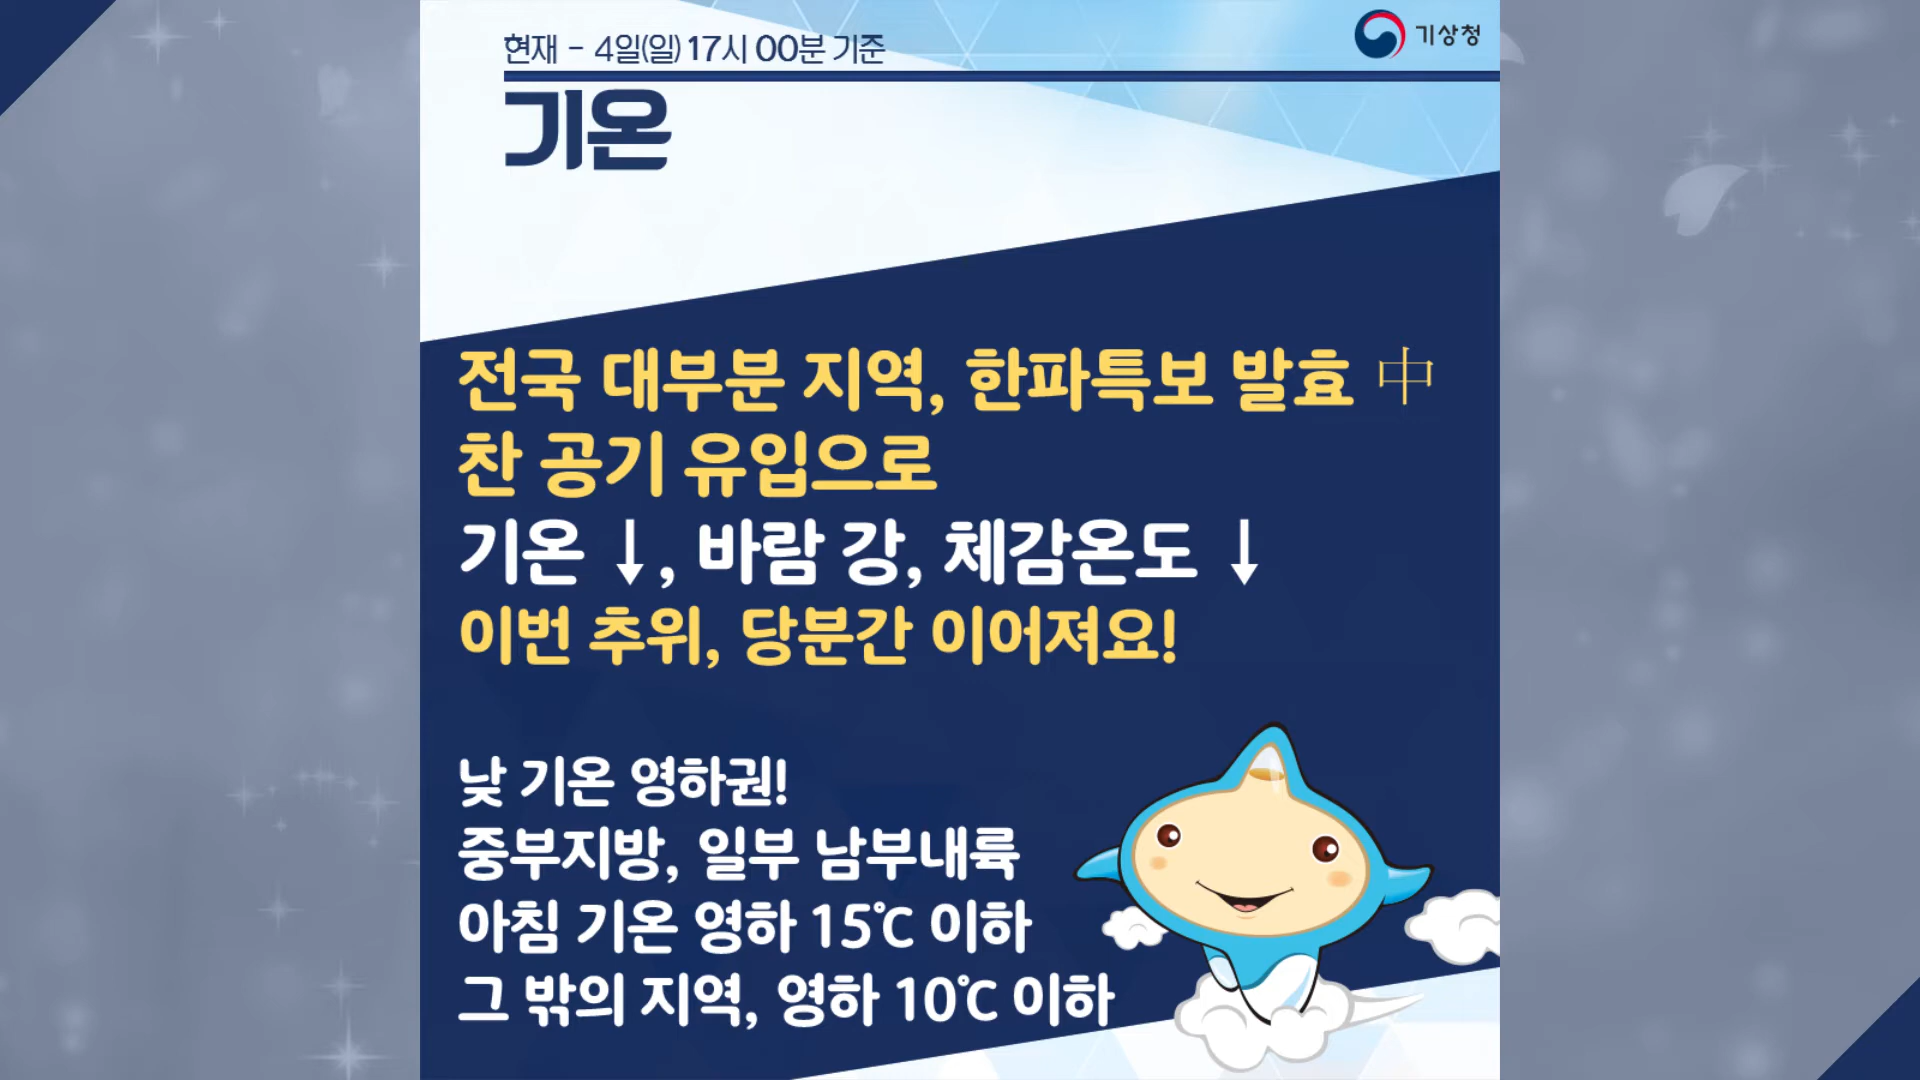 현재 - 4일(일) 17시 00분 기준
기상청
기온
전국 대부분 지역, 한파특보 발효 中
찬 공기 유입으로
기온 ↓, 바람 강, 체감온도 ↓
이번 추위, 당분간 이어져요!
낮 기온 영하권!
중부지방, 일부 남부내륙
아침 기온 영하 15℃ 이하
그 밖의 지역, 영하 10℃ 이하